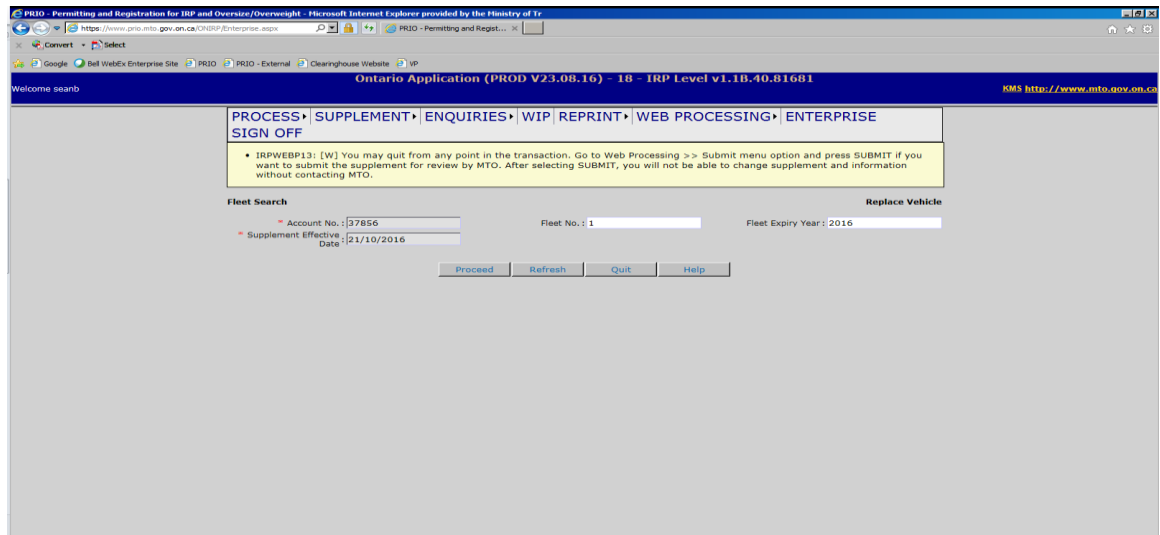 PRIO - Permitting and Registration for IRP and Oversize/Overweight - Microsoft Internet Explorer provided by the Ministry of Tr
https://www.prio.mto.gov.on.ca/ONIRP/Enterprise.aspx PRIO - Permitting and Regist...
Convert Select
Google Bell WebEx Enterprise Site PRIO PRIO - External Clearinghouse Website VP
Ontario Application (PROD V23.08.16) - 18 - IRP Level v1.1B.40.81681
Welcome seanb KMS http://www.mto.gov.on.ca
PROCESS SUPPLEMENT ENQUIRIES WIP REPRINT WEB PROCESSING ENTERPRISE
SIGN OFF
• IRPWEBP13: [W] You may quit from any point in the transaction. Go to Web Processing >> Submit menu option and press SUBMIT if you
want to submit the supplement for review by MTO. After selecting SUBMIT, you will not be able to change supplement and information
without contacting MTO.
Fleet Search Replace Vehicle
* Account No. : 37856 Fleet No. : 1 Fleet Expiry Year : 2016
* Supplement Effective
Date : 21/10/2016
Proceed Refresh Quit Help